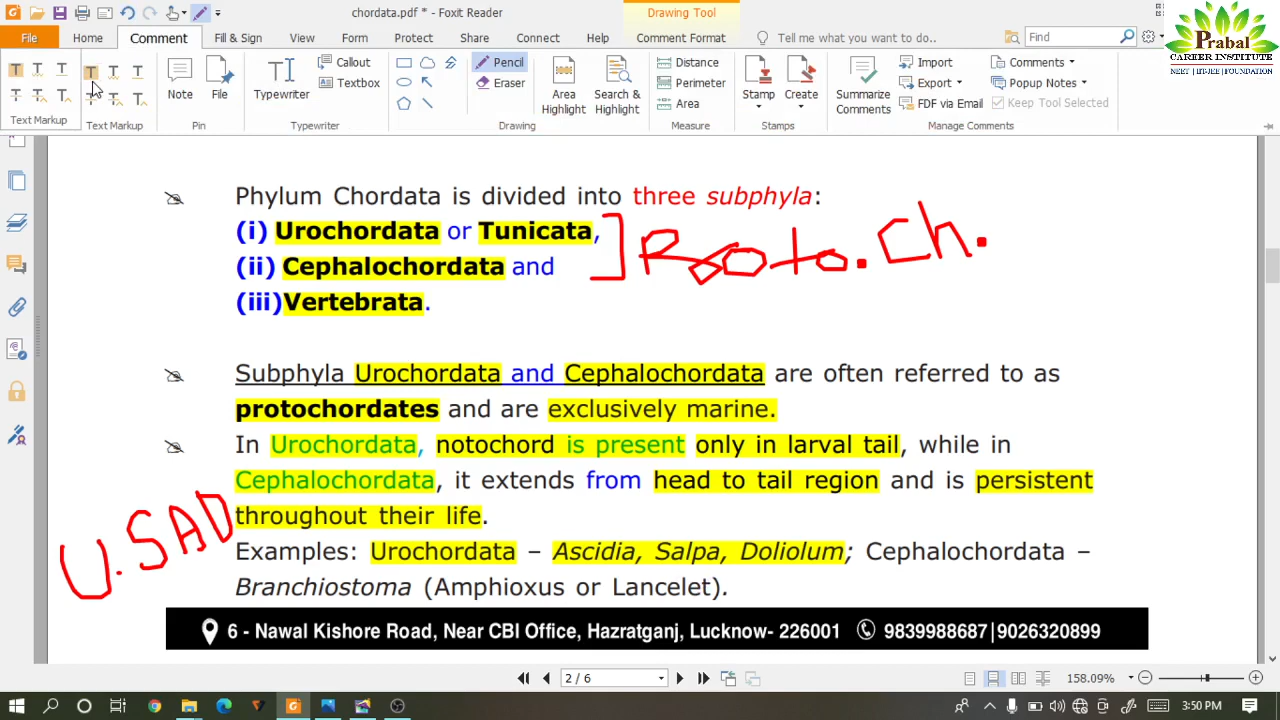 chordata.pdf * - Foxit Reader
Drawing Tool
File Home Comment Fill & Sign View Form Protect Share Connect Help Comment Format Tell me what you want to do... Find
Prabal
CAREER INSTITUTE
NEET | IIT-JEE | FOUNDATION
Note File Typewriter Callout Textbox Pencil Eraser Area Highlight Search & Highlight Distance Perimeter Area Stamp Create Summarize Comments Import Export FDF via Email Comments Popup Notes Keep Tool Selected
Text Markup Text Markup Pin Typewriter Drawing Measure Stamps Manage Comments
Phylum Chordata is divided into three subphyla:
(i) Urochordata or Tunicata,
(ii) Cephalochordata and
Proto.Ch.
(iii)Vertebrata.
Subphyla Urochordata and Cephalochordata are often referred to as
protochordates and are exclusively marine.
In Urochordata, notochord is present only in larval tail, while in
Cephalochordata, it extends from head to tail region and is persistent
throughout their life.
U.SAD
Examples: Urochordata – Ascidia, Salpa, Doliolum; Cephalochordata –
Branchiostoma (Amphioxus or Lancelet).
6 - Nawal Kishore Road, Near CBI Office, Hazratganj, Lucknow- 226001 9839988687|9026320899
2 / 6 158.09%
3:50 PM